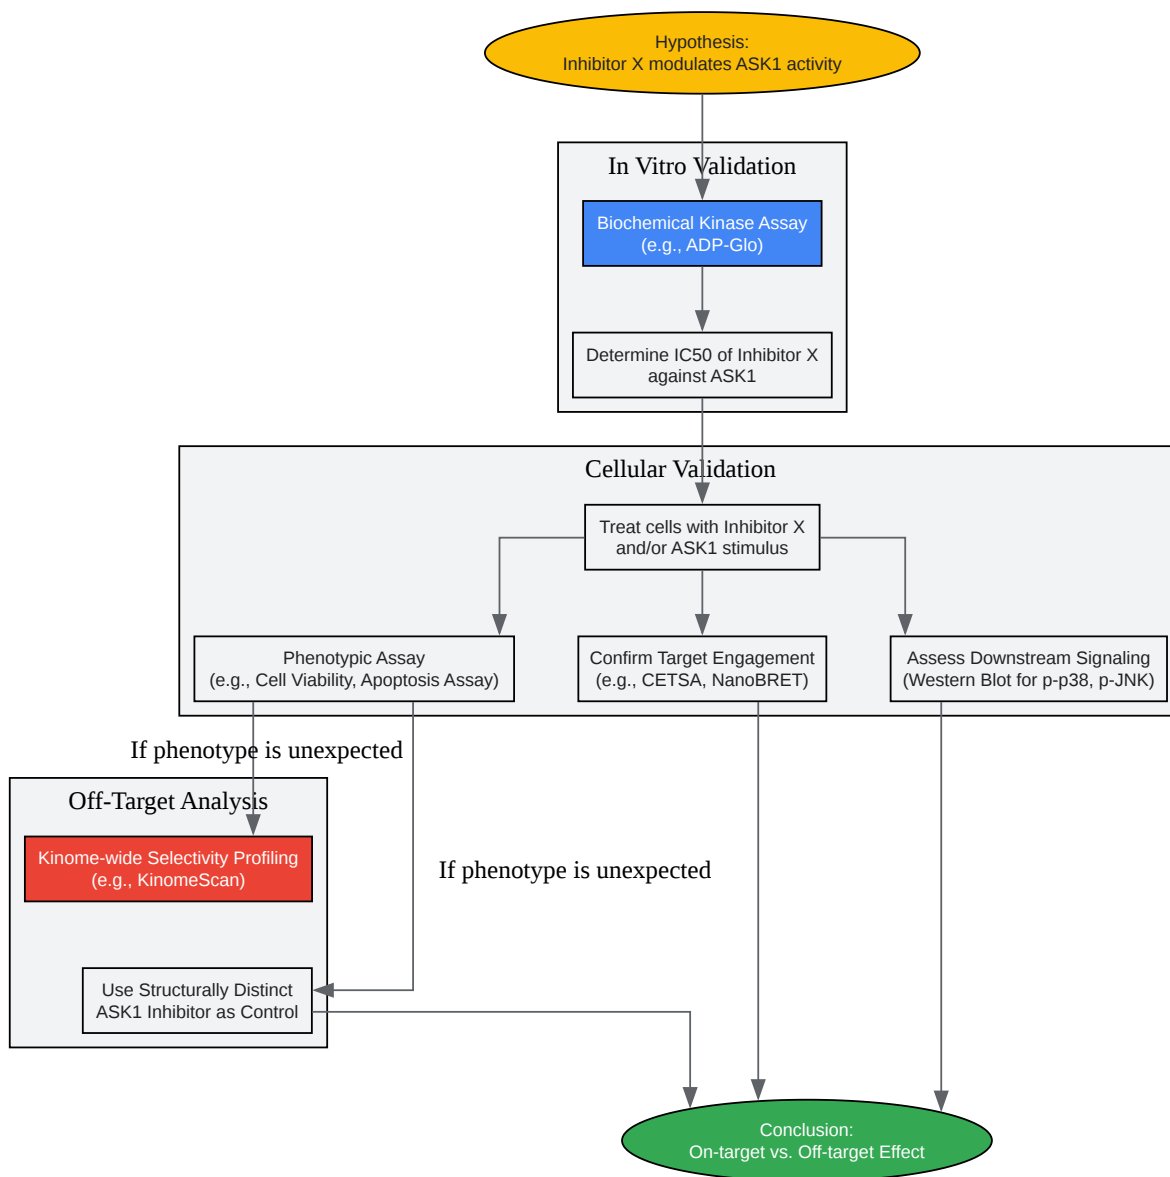 Hypothesis:
Inhibitor X modulates ASK1 activity
In Vitro Validation
Biochemical Kinase Assay
(e.g., ADP-Glo)
Determine IC50 of Inhibitor X
against ASK1
Cellular Validation
Treat cells with Inhibitor X
and/or ASK1 stimulus
Phenotypic Assay
(e.g., Cell Viability, Apoptosis Assay)
Confirm Target Engagement
(e.g., CETSA, NanoBRET)
Assess Downstream Signaling
(Western Blot for p-p38, p-JNK)
If phenotype is unexpected
Off-Target Analysis
Kinome-wide Selectivity Profiling
(e.g., KinomeScan)
If phenotype is unexpected
Use Structurally Distinct
ASK1 Inhibitor as Control
Conclusion:
On-target vs. Off-target Effect